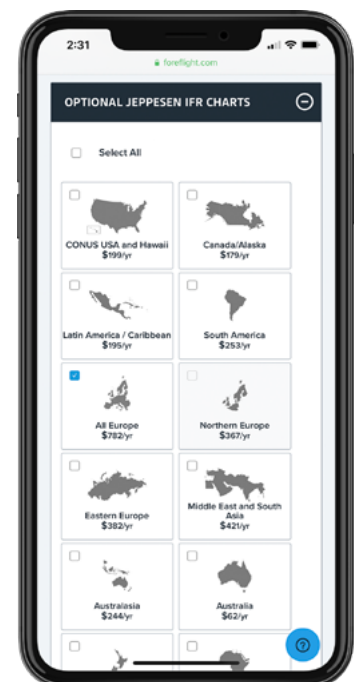 2:31
foreflight.com
OPTIONAL JEPPESEN IFR CHARTS
Select All
CONUS USA and Hawaii
$199/yr
Canada/Alaska
$179/yr
Latin America / Caribbean
$195/yr
South America
$253/yr
All Europe
$782/yr
Northern Europe
$367/yr
Eastern Europe
$382/yr
Middle East and South
Asia
$421/yr
Australasia
$244/yr
Australia
$62/yr
?